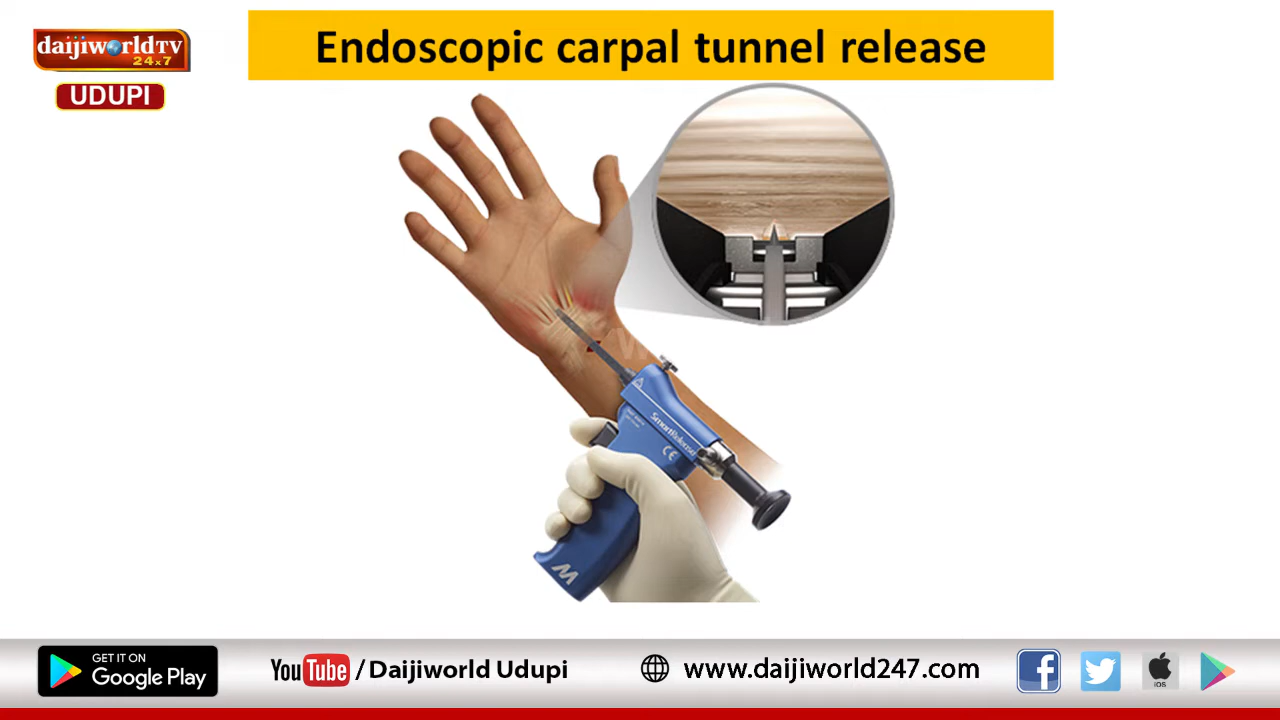 daijiworldTV
24x7
UDUPI
Endoscopic carpal tunnel release
SmartRelease
CE
GET IT ON
Google Play
YouTube / Daijiworld Udupi
www.daijiworld247.com
f
iOS